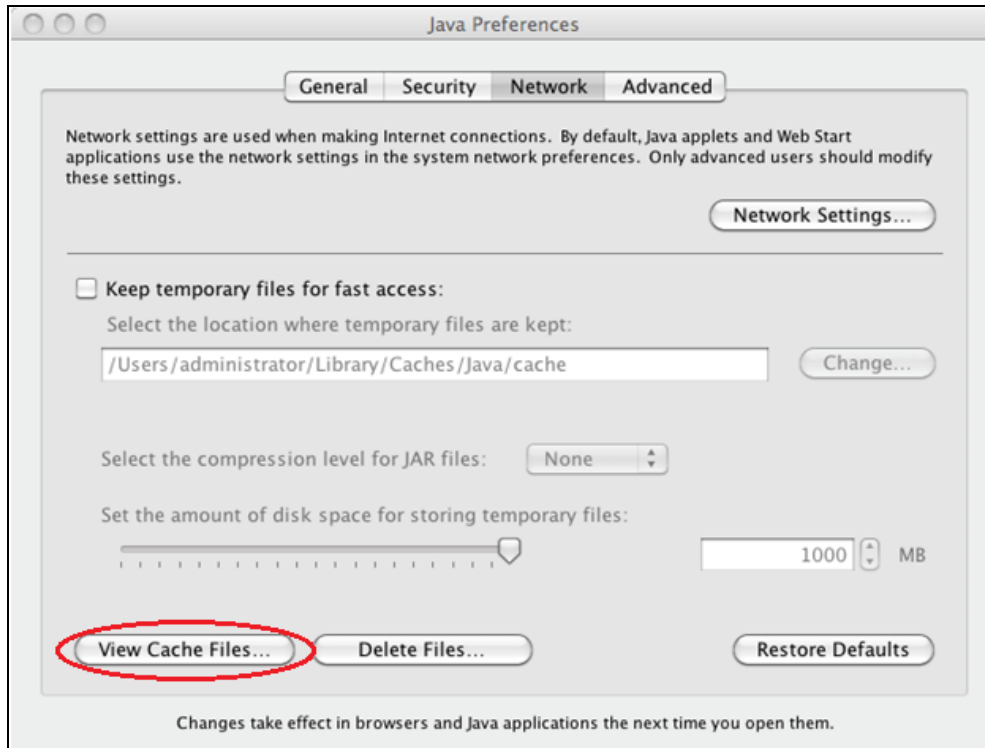 Java Preferences
General Security Network Advanced
Network settings are used when making Internet connections. By default, Java applets and Web Start
applications use the network settings in the system network preferences. Only advanced users should modify
these settings.
Network Settings...
Keep temporary files for fast access:
Select the location where temporary files are kept:
/Users/administrator/Library/Caches/Java/cache Change...
Select the compression level for JAR files: None
Set the amount of disk space for storing temporary files:
1000 MB
View Cache Files... Delete Files... Restore Defaults
Changes take effect in browsers and Java applications the next time you open them.